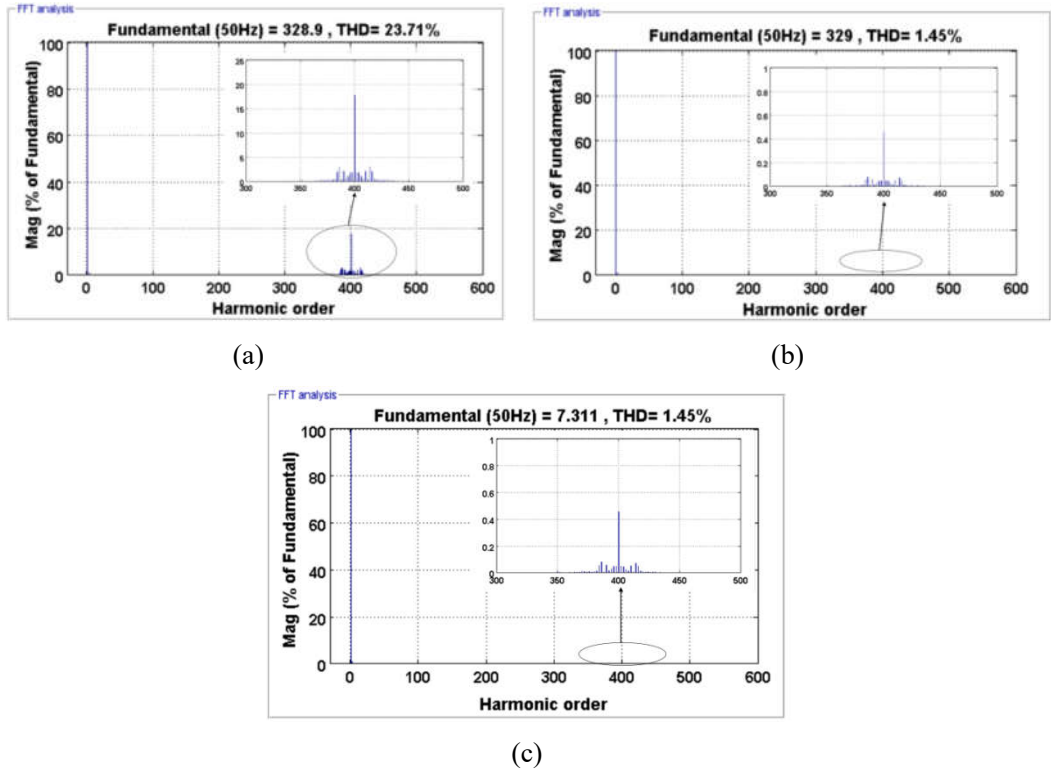 FFT analysis
Fundamental (50Hz) = 328.9 , THD= 23.71%
Mag (% of Fundamental)
100
80
60
40
20
0
25
20
15
10
5
0
300 350 400 450 500
0 100 200 300 400 500 600
Harmonic order
(a)
FFT analysis
Fundamental (50Hz) = 329 , THD= 1.45%
Mag (% of Fundamental)
100
80
60
40
20
0
1
0.8
0.6
0.4
0.2
0
300 350 400 450 500
0 100 200 300 400 500 600
Harmonic order
(b)
FFT analysis
Fundamental (50Hz) = 7.311 , THD= 1.45%
Mag (% of Fundamental)
100
80
60
40
20
0
1
0.8
0.6
0.4
0.2
0
300 350 400 450 500
0 100 200 300 400 500 600
Harmonic order
(c)